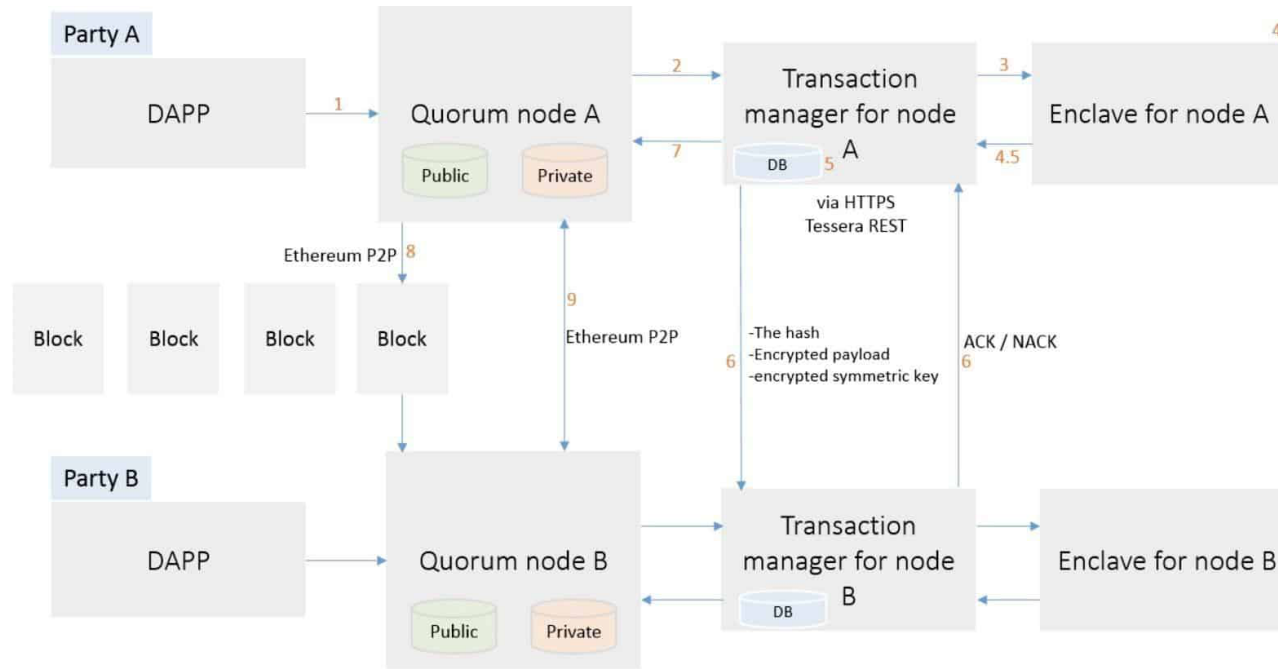 Party A
4
DAPP
1
Quorum node A
Public
Private
2
7
Transaction
manager for node
A
DB
5
3
4.5
Enclave for node A
via HTTPS
Tessera REST
Ethereum P2P
8
9
Ethereum P2P
Block
Block
Block
Block
6
-The hash
-Encrypted payload
-encrypted symmetric key
ACK / NACK
6
Party B
DAPP
Quorum node B
Public
Private
Transaction
manager for node
B
DB
Enclave for node B